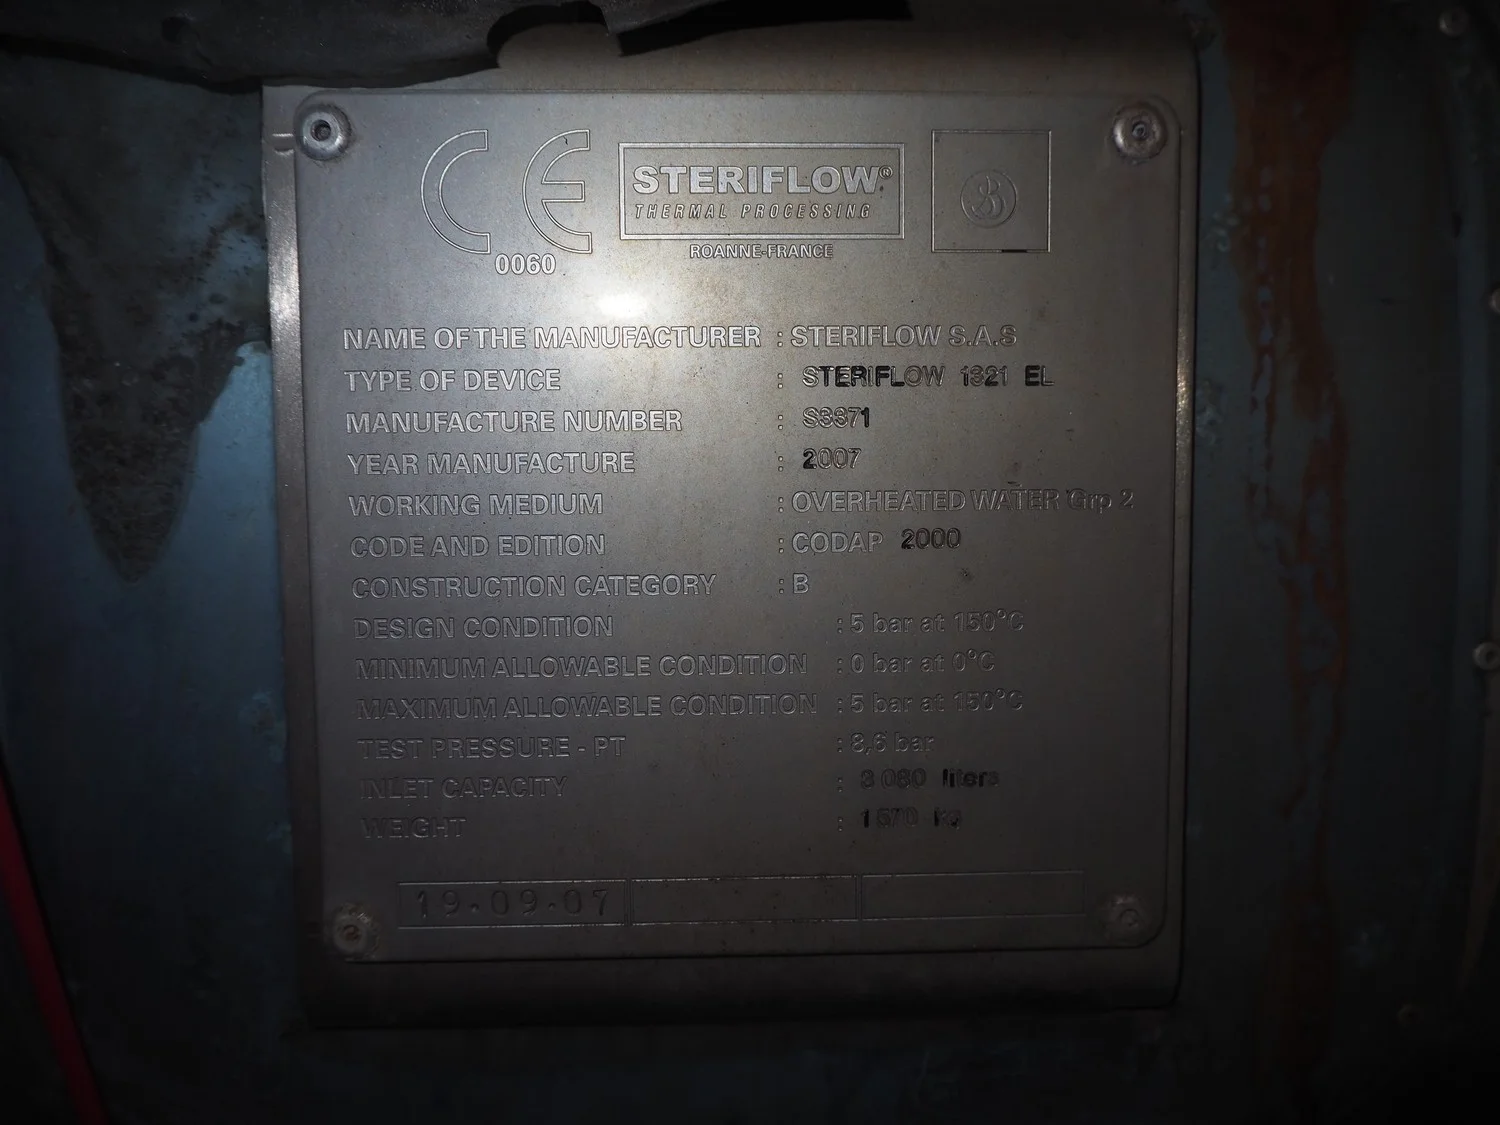 CE
0060
STERIFLOW®
THERMAL PROCESSING
ROANNE-FRANCE
NAME OF THE MANUFACTURER : STERIFLOW S.A.S
TYPE OF DEVICE : STERIFLOW 1321 EL
MANUFACTURE NUMBER : S3371
YEAR MANUFACTURE : 2007
WORKING MEDIUM : OVERHEATED WATER Grp 2
CODE AND EDITION : CODAP 2000
CONSTRUCTION CATEGORY : B
DESIGN CONDITION : 5 bar at 150°C
MINIMUM ALLOWABLE CONDITION : 0 bar at 0°C
MAXIMUM ALLOWABLE CONDITION : 5 bar at 150°C
TEST PRESSURE - PT : 8,6 bar
INLET CAPACITY : 3 080 liters
WEIGHT : kg
19.09.07